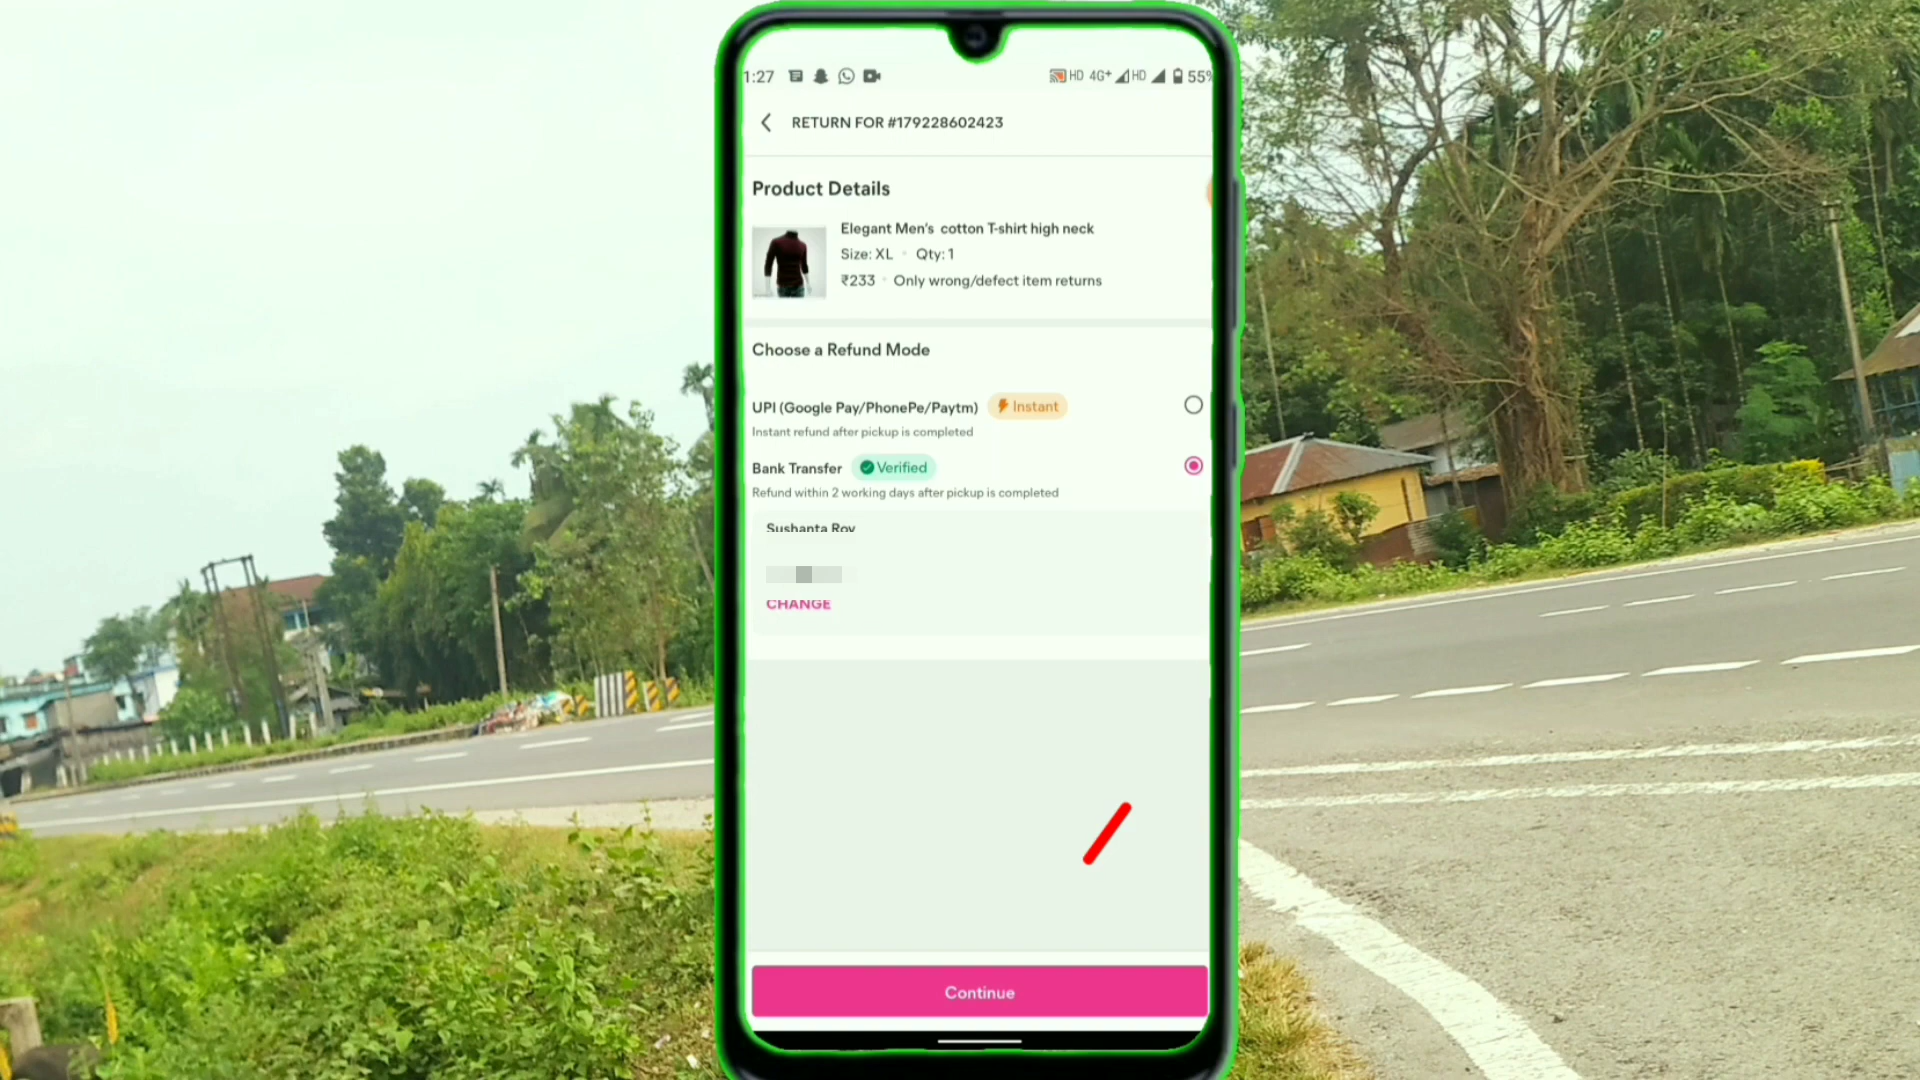 1:27 HD 4G+ HD 55%
RETURN FOR #179228602423
Product Details
Elegant Men's cotton T-shirt high neck
Size: XL • Qty: 1
₹233 • Only wrong/defect item returns
Choose a Refund Mode
UPI (Google Pay/PhonePe/Paytm) Instant
Instant refund after pickup is completed
Bank Transfer Verified
Refund within 2 working days after pickup is completed
Sushanta Roy
CHANGE
Continue